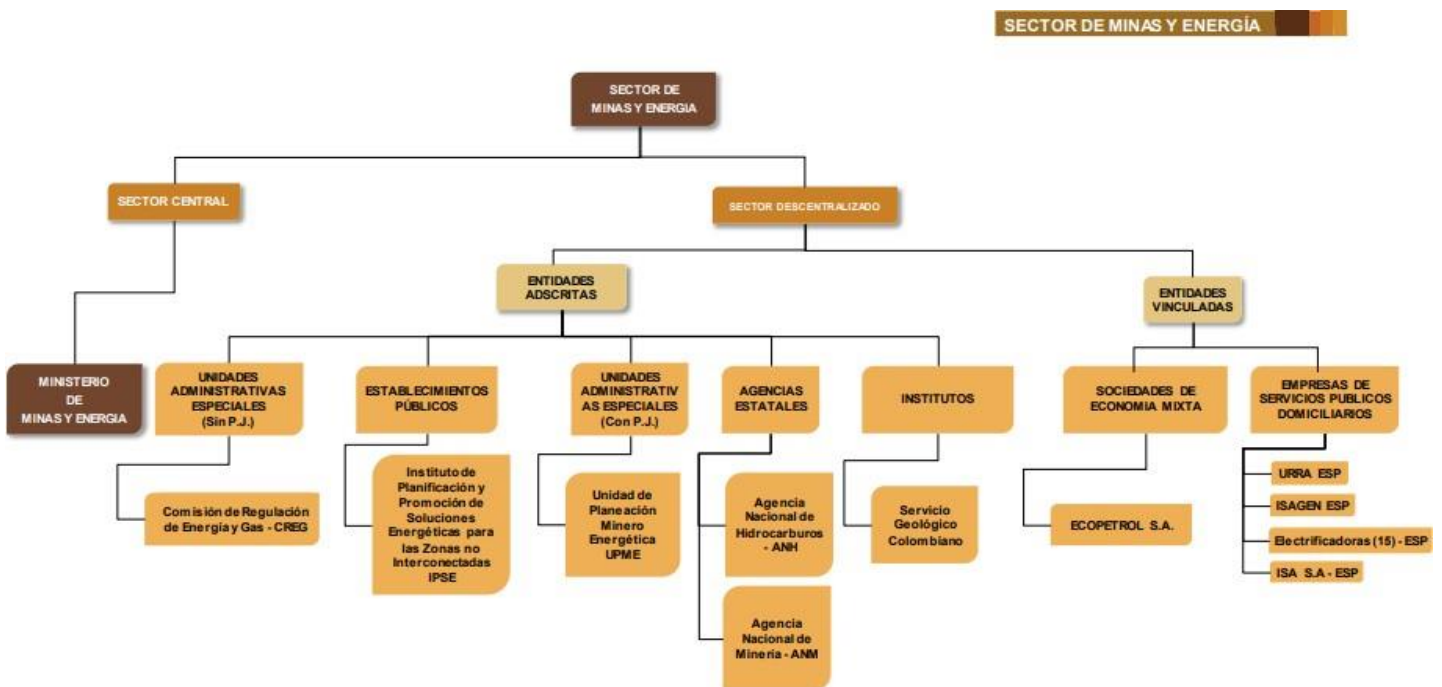 SECTOR DE MINAS Y ENERGÍA
SECTOR DE
MINAS Y ENERGIA
SECTOR CENTRAL
SECTOR DESCENTRALIZADO
ENTIDADES
ADSCRITAS
ENTIDADES
VINCULADAS
MINISTERIO
DE
MINAS Y ENERGIA
UNIDADES
ADMINISTRATIVAS
ESPECIALES
(Sin P.J.)
ESTABLECIMIENTOS
PÚBLICOS
UNIDADES
ADMINISTRATIV
AS ESPECIALES
(Con P.J.)
AGENCIAS
ESTATALES
INSTITUTOS
SOCIEDADES DE
ECONOMIA MIXTA
EMPRESAS DE
SERVICIOS PUBLICOS
DOMICILIARIOS
Comisión de Regulación
de Energía y Gas - CREG
Instituto de
Planificación y
Promoción de
Soluciones
Energéticas para
las Zonas no
Interconectadas
IPSE
Unidad de
Planeación
Minero
Energética
UPME
Agencia
Nacional de
Hidrocarburos
- ANH
Agencia
Nacional de
Minería - ANM
Servicio
Geológico
Colombiano
ECOPETROL S.A.
URRA ESP
ISAGEN ESP
Electrificadoras (15) - ESP
ISA S.A - ESP